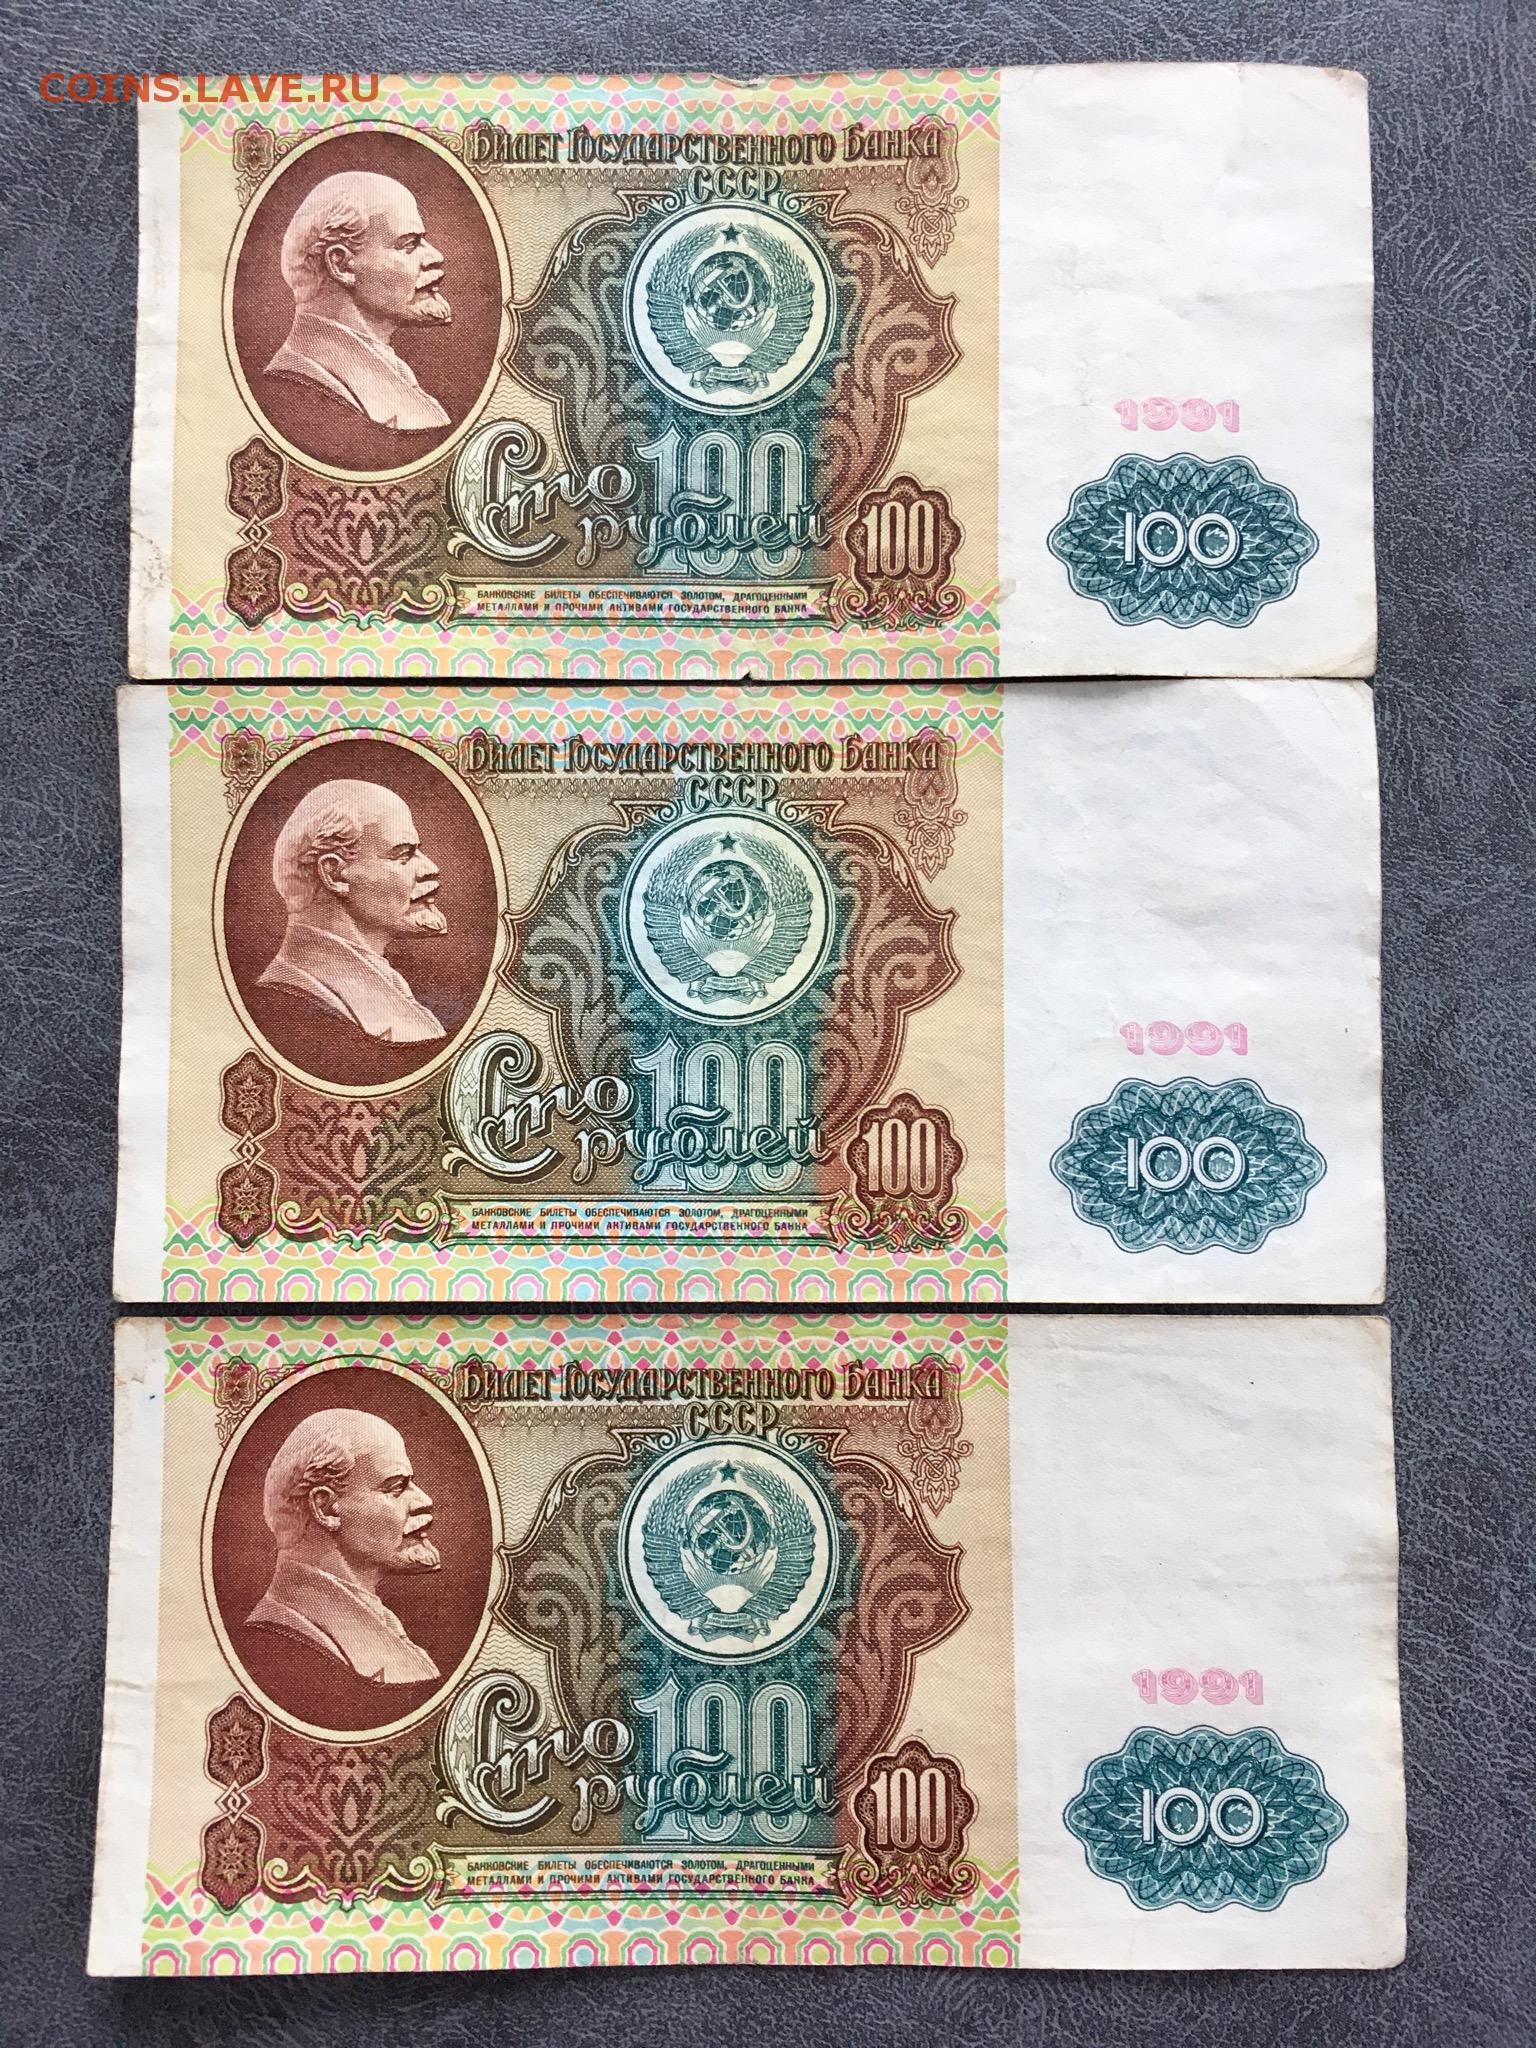 COINS.LAVE.RU
Билет Государственного Банка
СССР
1991
100
Сто
рублей
100
100
100
БАНКОВСКИЕ БИЛЕТЫ ОБЕСПЕЧИВАЮТСЯ ЗОЛОТОМ, ДРАГОЦЕННЫМИ
МЕТАЛЛАМИ И ПРОЧИМИ АКТИВАМИ ГОСУДАРСТВЕННОГО БАНКА
Билет Государственного Банка
СССР
1991
100
Сто
рублей
100
100
100
БАНКОВСКИЕ БИЛЕТЫ ОБЕСПЕЧИВАЮТСЯ ЗОЛОТОМ, ДРАГОЦЕННЫМИ
МЕТАЛЛАМИ И ПРОЧИМИ АКТИВАМИ ГОСУДАРСТВЕННОГО БАНКА
Билет Государственного Банка
СССР
1991
100
Сто
рублей
100
100
100
БАНКОВСКИЕ БИЛЕТЫ ОБЕСПЕЧИВАЮТСЯ ЗОЛОТОМ, ДРАГОЦЕННЫМИ
МЕТАЛЛАМИ И ПРОЧИМИ АКТИВАМИ ГОСУДАРСТВЕННОГО БАНКА